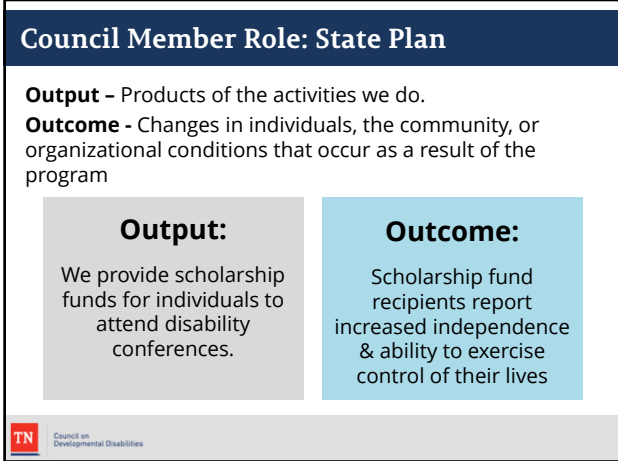 Council Member Role: State Plan
Output – Products of the activities we do.
Outcome - Changes in individuals, the community, or
organizational conditions that occur as a result of the
program
Output:
We provide scholarship
funds for individuals to
attend disability
conferences.
Outcome:
Scholarship fund
recipients report
increased independence
& ability to exercise
control of their lives
TN
Council on
Developmental Disabilities